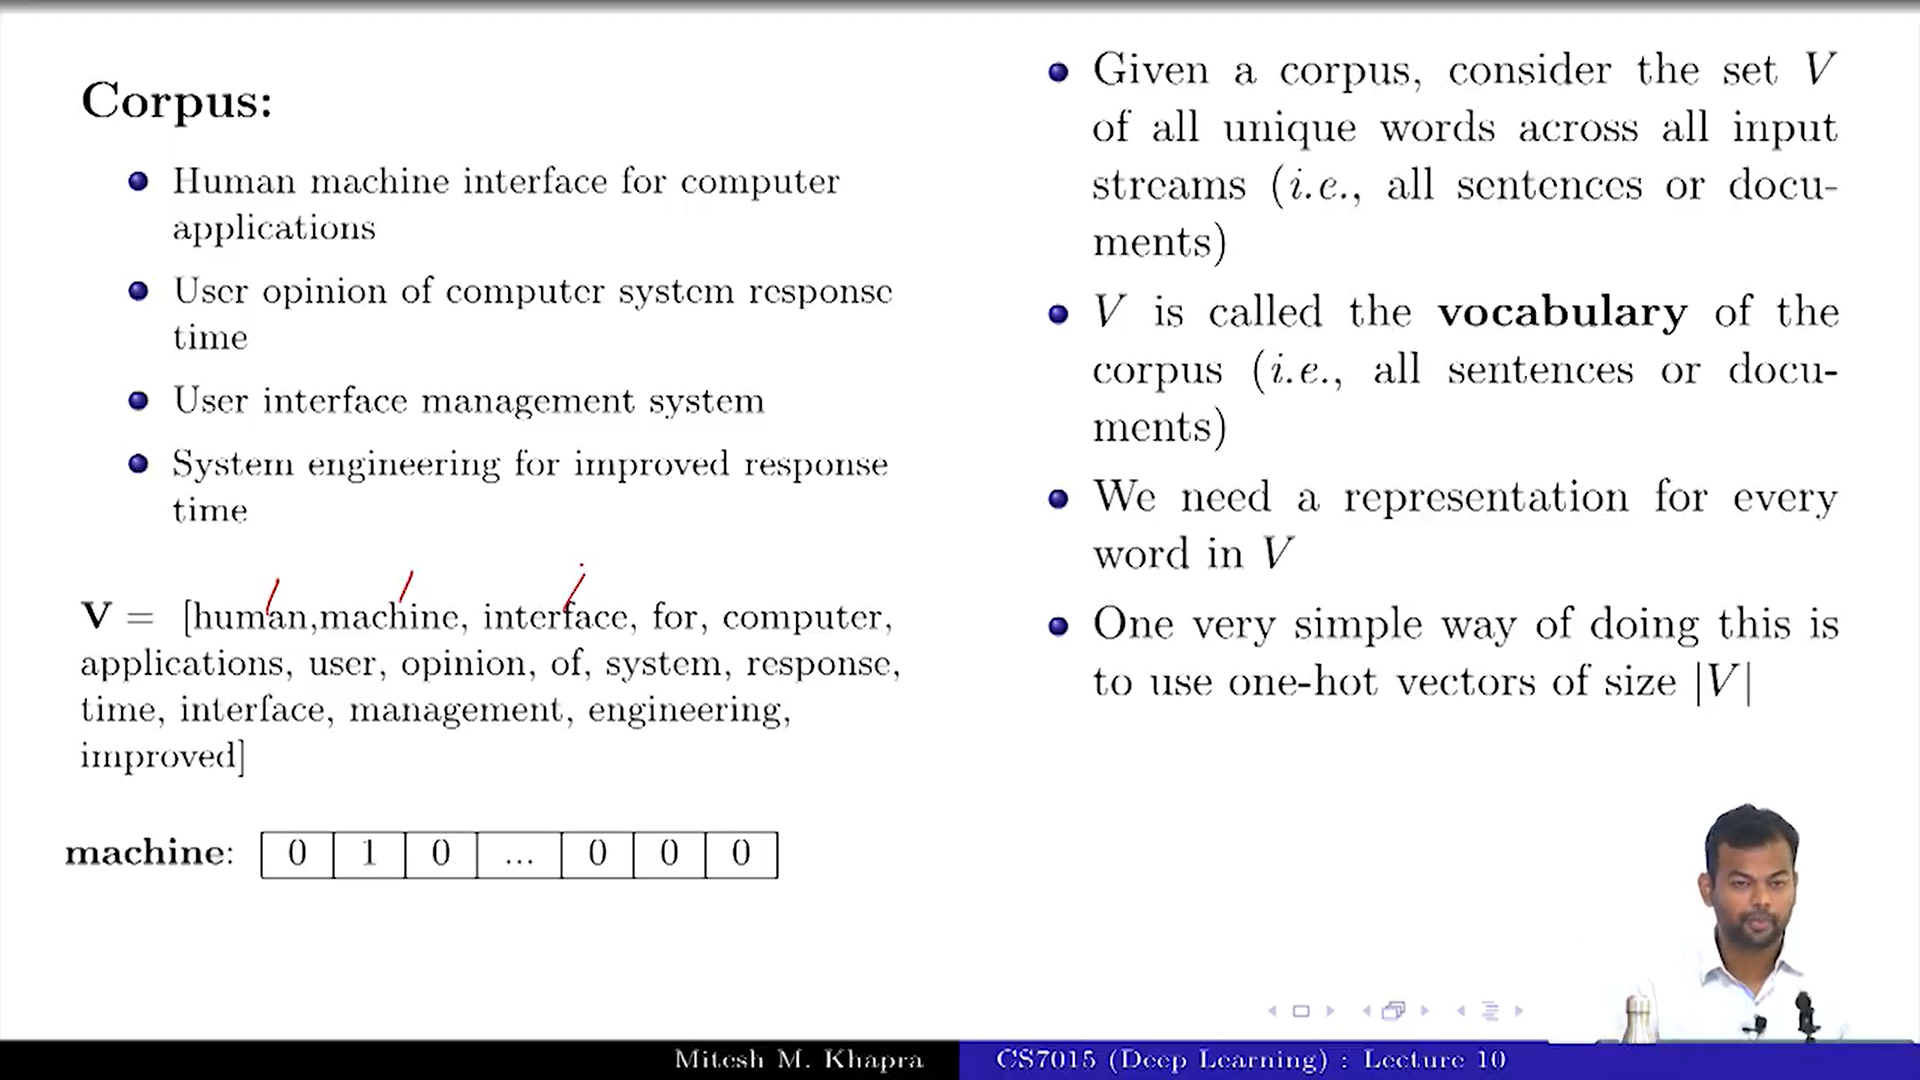 Corpus:
Human machine interface for computer
applications
User opinion of computer system response
time
User interface management system
System engineering for improved response
time
V = [human,machine, interface, for, computer,
applications, user, opinion, of, system, response,
time, interface, management, engineering,
improved]
machine: 0 1 0 ... 0 0 0
Given a corpus, consider the set V
of all unique words across all input
streams (i.e., all sentences or docu-
ments)
V is called the vocabulary of the
corpus (i.e., all sentences or docu-
ments)
We need a representation for every
word in V
One very simple way of doing this is
to use one-hot vectors of size |V|
Mitesh M. Khapra
CS7015 (Deep Learning) : Lecture 10